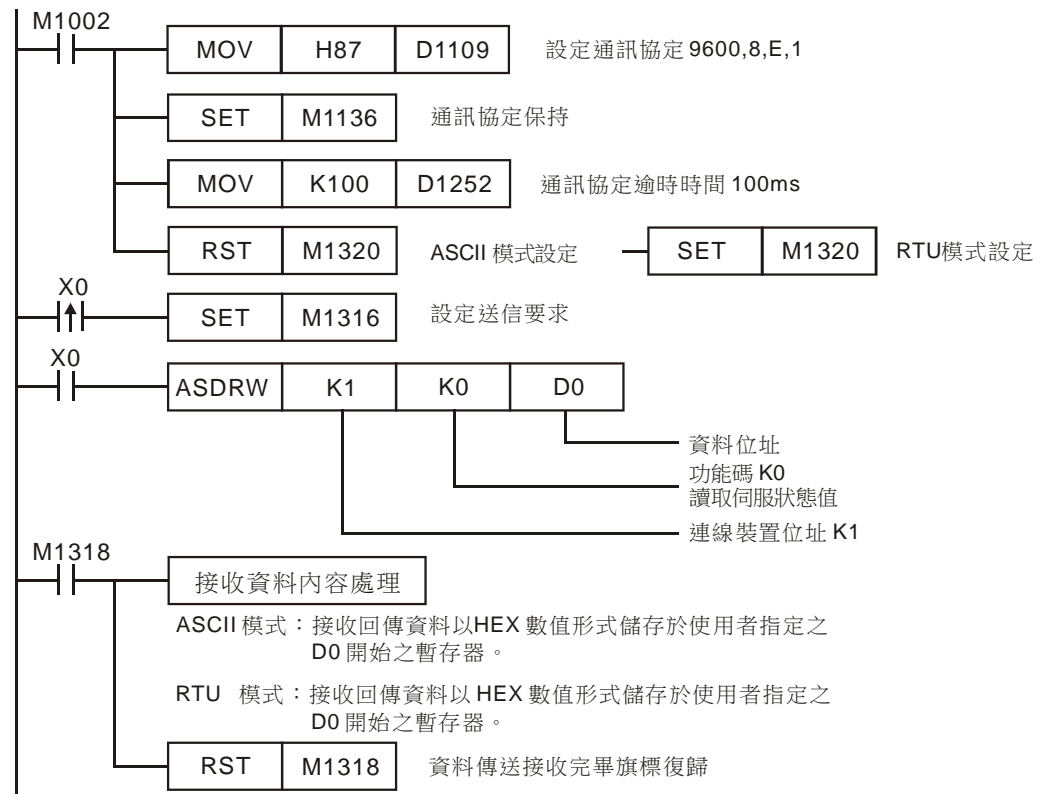 M1002
MOV H87 D1109 設定通訊協定 9600,8,E,1
SET M1136 通訊協定保持
MOV K100 D1252 通訊協定逾時時間 100ms
RST M1320 ASCII 模式設定 SET M1320 RTU模式設定
X0
SET M1316 設定送信要求
X0
ASDRW K1 K0 D0
資料位址
功能碼 K0
讀取伺服狀態值
連線裝置位址 K1
M1318
接收資料內容處理
ASCII 模式：接收回傳資料以HEX 數值形式儲存於使用者指定之
D0 開始之暫存器。
RTU 模式：接收回傳資料以 HEX 數值形式儲存於使用者指定之
D0 開始之暫存器。
RST M1318 資料傳送接收完畢旗標復歸